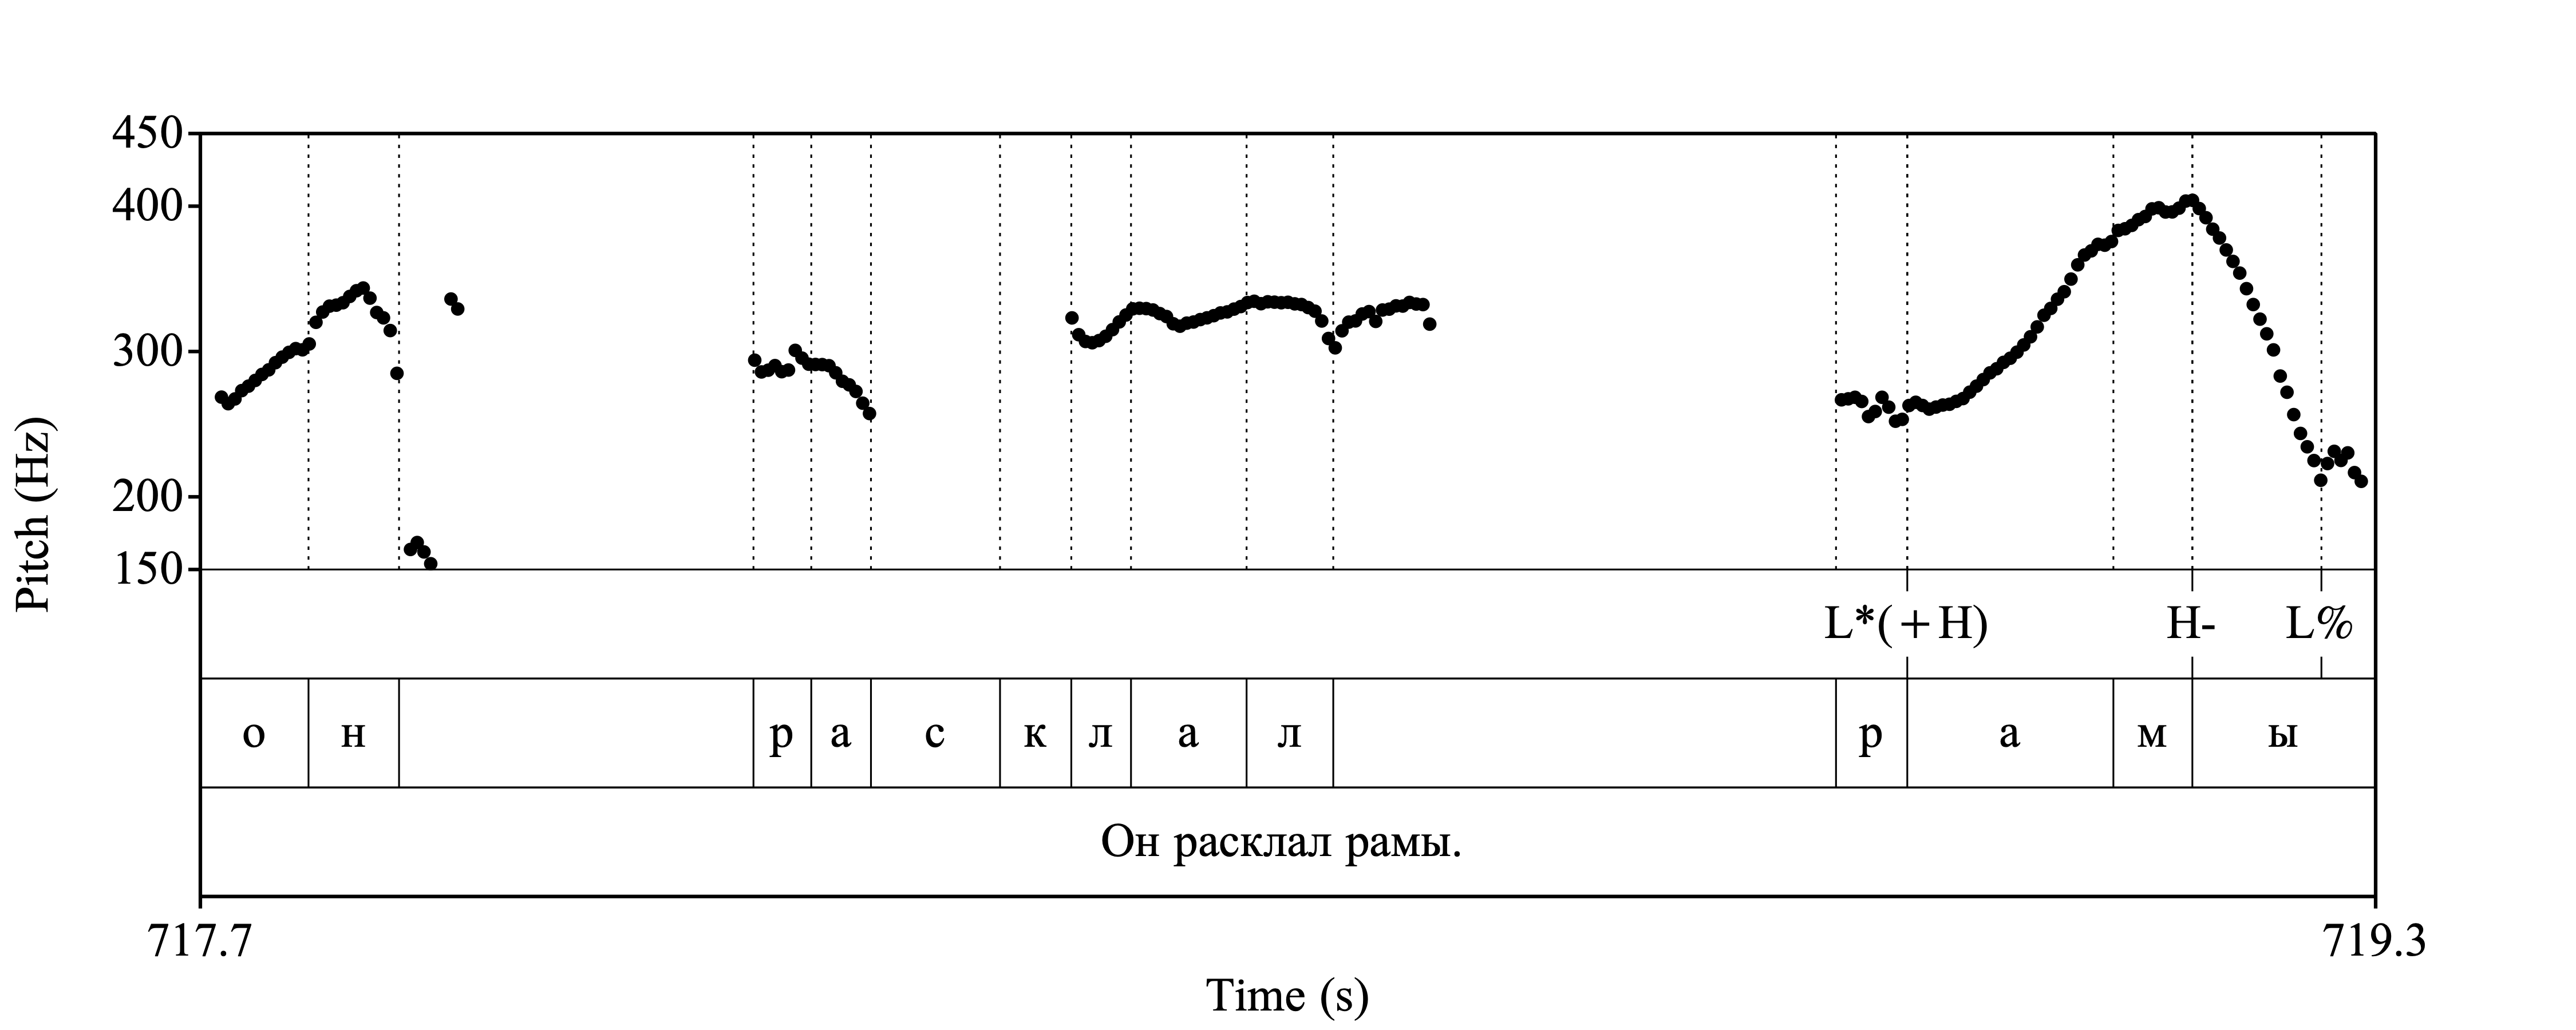 450
400
300
200
150
Pitch (Hz)
L*(+H) H- L%
о н р а с к л а л р а м ы
Он расклал рамы.
717.7 719.3
Time (s)